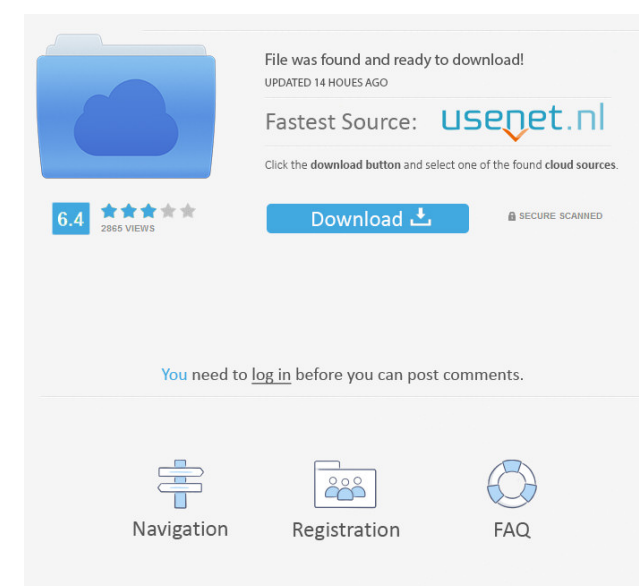 File was found and ready to download!
UPDATED 14 HOUES AGO
Fastest Source: usenet.nl
Click the download button and select one of the found cloud sources.
6.4
2865 VIEWS
Download
SECURE SCANNED
You need to log in before you can post comments.
Navigation
Registration
FAQ